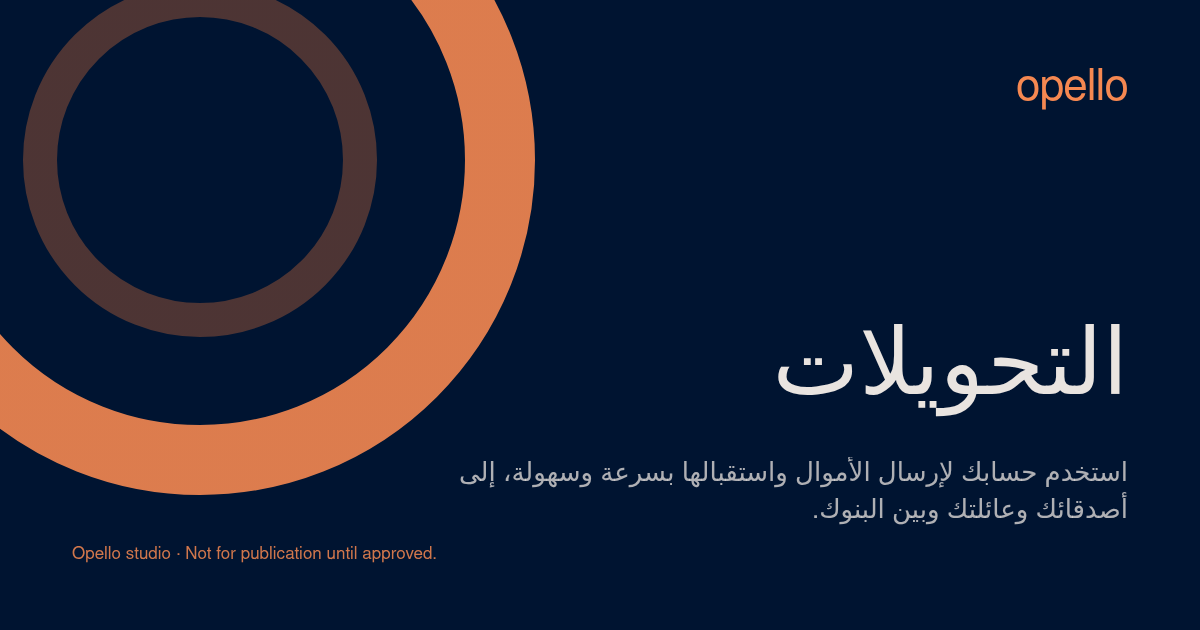 opello
التحويلات
استخدم حسابك لإرسال الأموال واستقبالها بسرعة وسهولة، إلى
أصدقائك وعائلتك وبين البنوك.
Opello studio · Not for publication until approved.